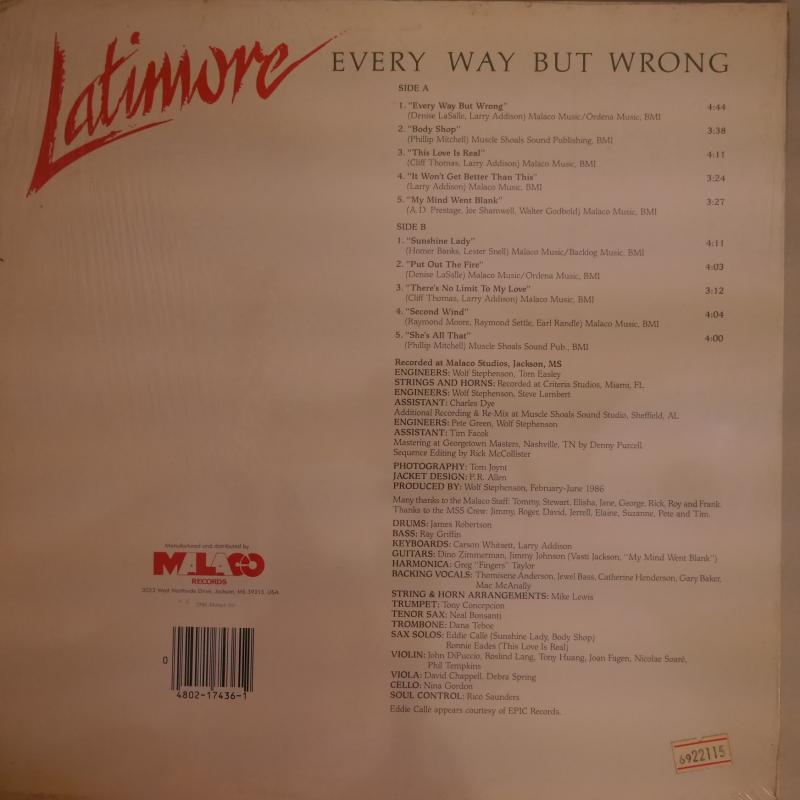 Latimore
EVERY WAY BUT WRONG
SIDE A
1. "Every Way But Wrong" 4:44
(Denise LaSalle, Larry Addison) Malaco Music/Ordena Music, BMI
2. "Body Shop" 3:38
(Phillip Mitchell) Muscle Shoals Sound Publishing, BMI
3. "This Love Is Real" 4:11
(Cliff Thomas, Larry Addison) Malaco Music, BMI
4. "It Won't Get Better Than This" 3:24
(Larry Addison) Malaco Music, BMI
5. "My Mind Went Blank" 3:27
(A.D. Prestage, Joe Shamwell, Walter Godbold) Malaco Music, BMI
SIDE B
1. "Sunshine Lady" 4:11
(Homer Banks, Lester Snell) Malaco Music/Backlog Music. BMI
2. "Put Out The Fire" 4:03
(Denise LaSalle) Malaco Music/Ordena Music, BMI
3. "There's No Limit To My Love" 3:12
(Cliff Thomas, Larry Addison) Malaco Music, BMI
4. "Second Wind" 4:04
(Raymond Moore, Raymond Settle, Earl Randle) Malaco Music, BMI
5. "She's All That" 4:00
(Phillip Mitchell) Muscle Shoals Sound Pub., BMI
Recorded at Malaco Studios, Jackson, MS
ENGINEERS: Wolf Stephenson, Tom Easley
STRINGS AND HORNS: Recorded at Criteria Studios, Miami, FL
ENGINEERS: Wolf Stephenson, Steve Lambert
ASSISTANT: Charles Dye
Additional Recording & Re-Mix at Muscle Shoals Sound Studio, Sheffield, AL
ENGINEERS: Pete Green, Wolf Stephenson
ASSISTANT: Tim Facok
Mastering at Georgetown Masters, Nashville, TN by Denny Purcell
Sequence Editing by Rick McCollister
PHOTOGRAPHY: Tom Joynt
JACKET DESIGN: P.R. Allen
PRODUCED BY: Wolf Stephenson, February-June 1986
Many thanks to the Malaco Staff: Tommy, Stewart, Elisha, Jane, George, Rick, Roy and Frank.
Thanks to the MSS Crew: Jimmy, Roger, David, Jerrell, Elaine, Suzanne, Pete and Tim.
DRUMS: James Robertson
BASS: Ray Griffin
KEYBOARDS: Carson Whitsett, Larry Addison
GUITARS: Dino Zimmerman, Jimmy Johnson (Vasti Jackson, "My Mind Went Blank")
HARMONICA: Greg "Fingers" Taylor
BACKING VOCALS: Thomisene Anderson, Jewel Bass, Catherine Henderson, Gary Baker,
Mac McAnally
STRING & HORN ARRANGEMENTS: Mike Lewis
TRUMPET: Tony Concepcion
TENOR SAX: Neal Bonsanti
TROMBONE: Dana Teboe
SAX SOLOS: Eddie Calle (Sunshine Lady, Body Shop)
Ronnie Eades (This Love Is Real)
VIOLIN: John DiPuccio, Roslind Lang, Tony Huang, Joan Fagen, Nicolae Soaré,
Phil Tempkins
VIOLA: David Chappell, Debra Spring
CELLO: Nina Gordon
SOUL CONTROL: Rico Saunders
Eddie Callè appears courtesy of EPIC Records.
Manufactured and distributed by
MALACO
RECORDS
3023 West Northside Drive, Jackson, MS 39213, USA
0
4802-17436-1
6922115